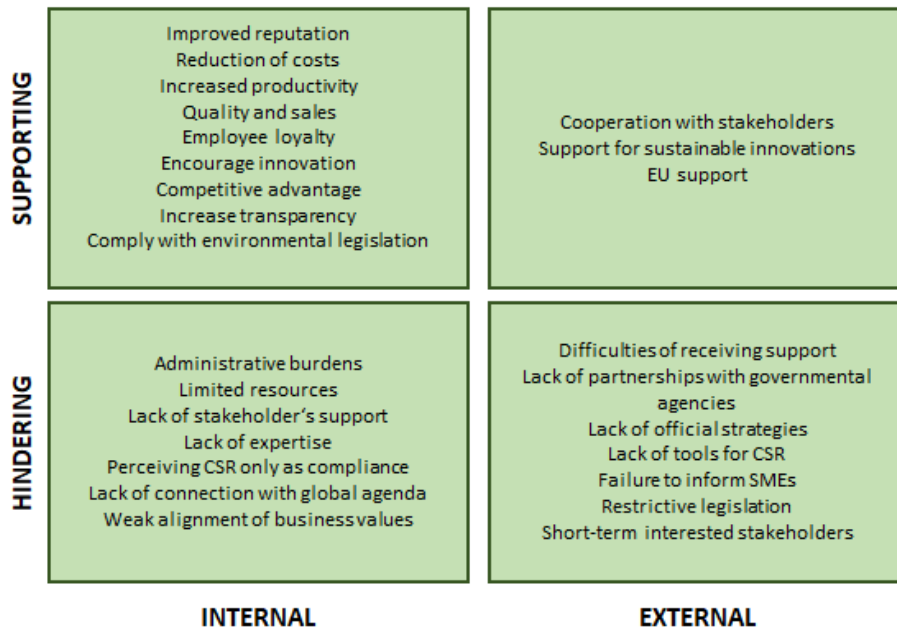 SUPPORTING
Improved reputation
Reduction of costs
Increased productivity
Quality and sales
Employee loyalty
Encourage innovation
Competitive advantage
Increase transparency
Comply with environmental legislation
Cooperation with stakeholders
Support for sustainable innovations
EU support
HINDERING
Administrative burdens
Limited resources
Lack of stakeholder‘s support
Lack of expertise
Perceiving CSR only as compliance
Lack of connection with global agenda
Weak alignment of business values
Difficulties of receiving support
Lack of partnerships with governmental
agencies
Lack of official strategies
Lack of tools for CSR
Failure to inform SMEs
Restrictive legislation
Short-term interested stakeholders
INTERNAL
EXTERNAL